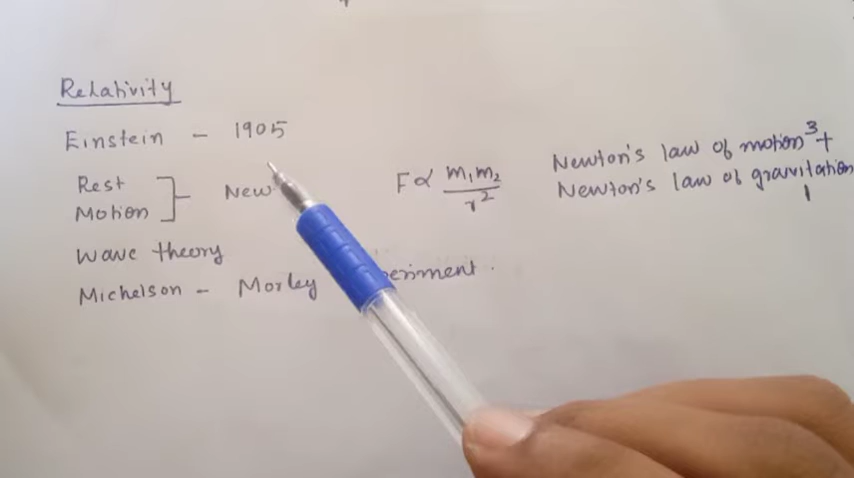 Relativity
Einstein - 1905
Rest
Motion } - New
F ∝ m₁m₂ / r²
Newton's law of motion 3 +
Newton's law of gravitation
1
Wave theory
Michelson - Morley periment.